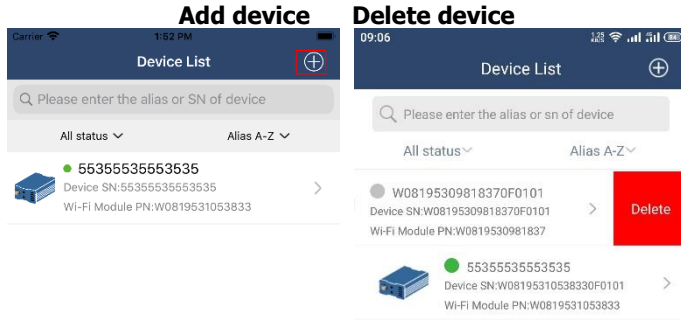 Add device
Carrier
1:52 PM
Device List
Please enter the alias or SN of device
All status
Alias A-Z
55355535553535
Device SN:55355535553535
Wi-Fi Module PN:W0819531053833
Delete device
09:06
Device List
Please enter the alias or sn of device
All status
Alias A-Z
W08195309818370F0101
Device SN:W08195309818370F0101
Wi-Fi Module PN:W0819530981837
Delete
55355535553535
Device SN:W08195310538330F0101
Wi-Fi Module PN:W0819531053833